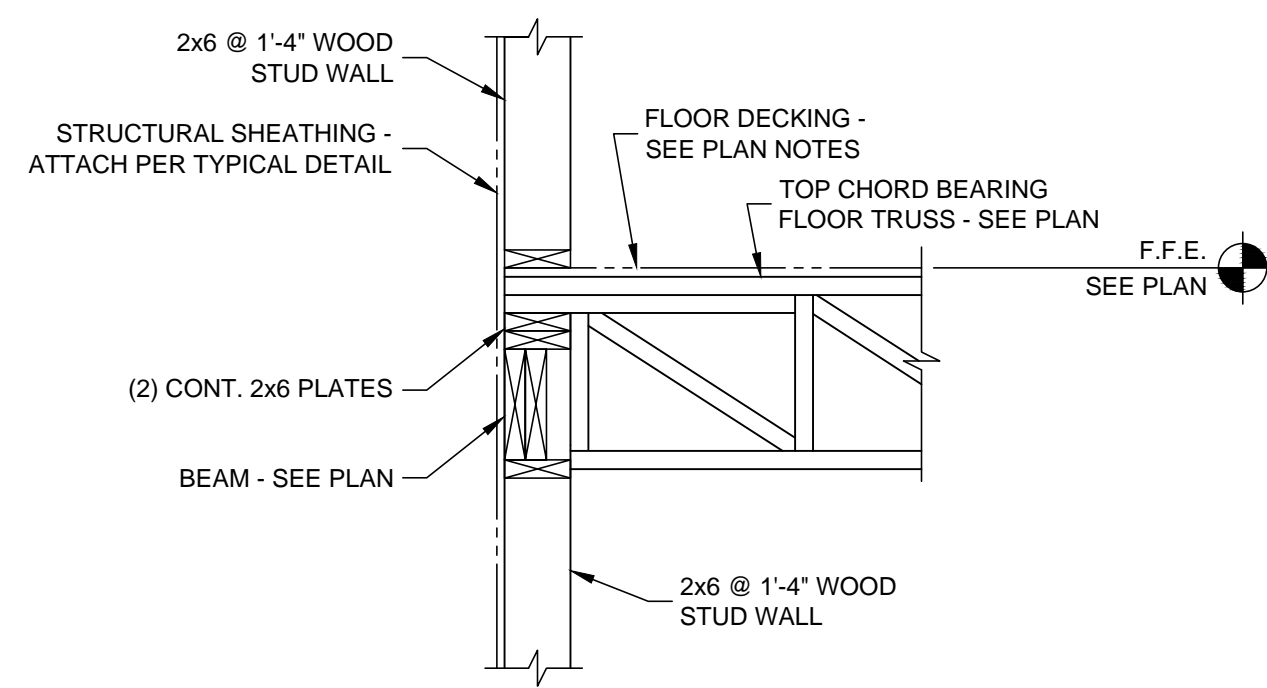 2x6 @ 1'-4" WOOD
STUD WALL
STRUCTURAL SHEATHING -
ATTACH PER TYPICAL DETAIL
FLOOR DECKING -
SEE PLAN NOTES
TOP CHORD BEARING
FLOOR TRUSS - SEE PLAN
F.F.E.
SEE PLAN
(2) CONT. 2x6 PLATES
BEAM - SEE PLAN
2x6 @ 1'-4" WOOD
STUD WALL